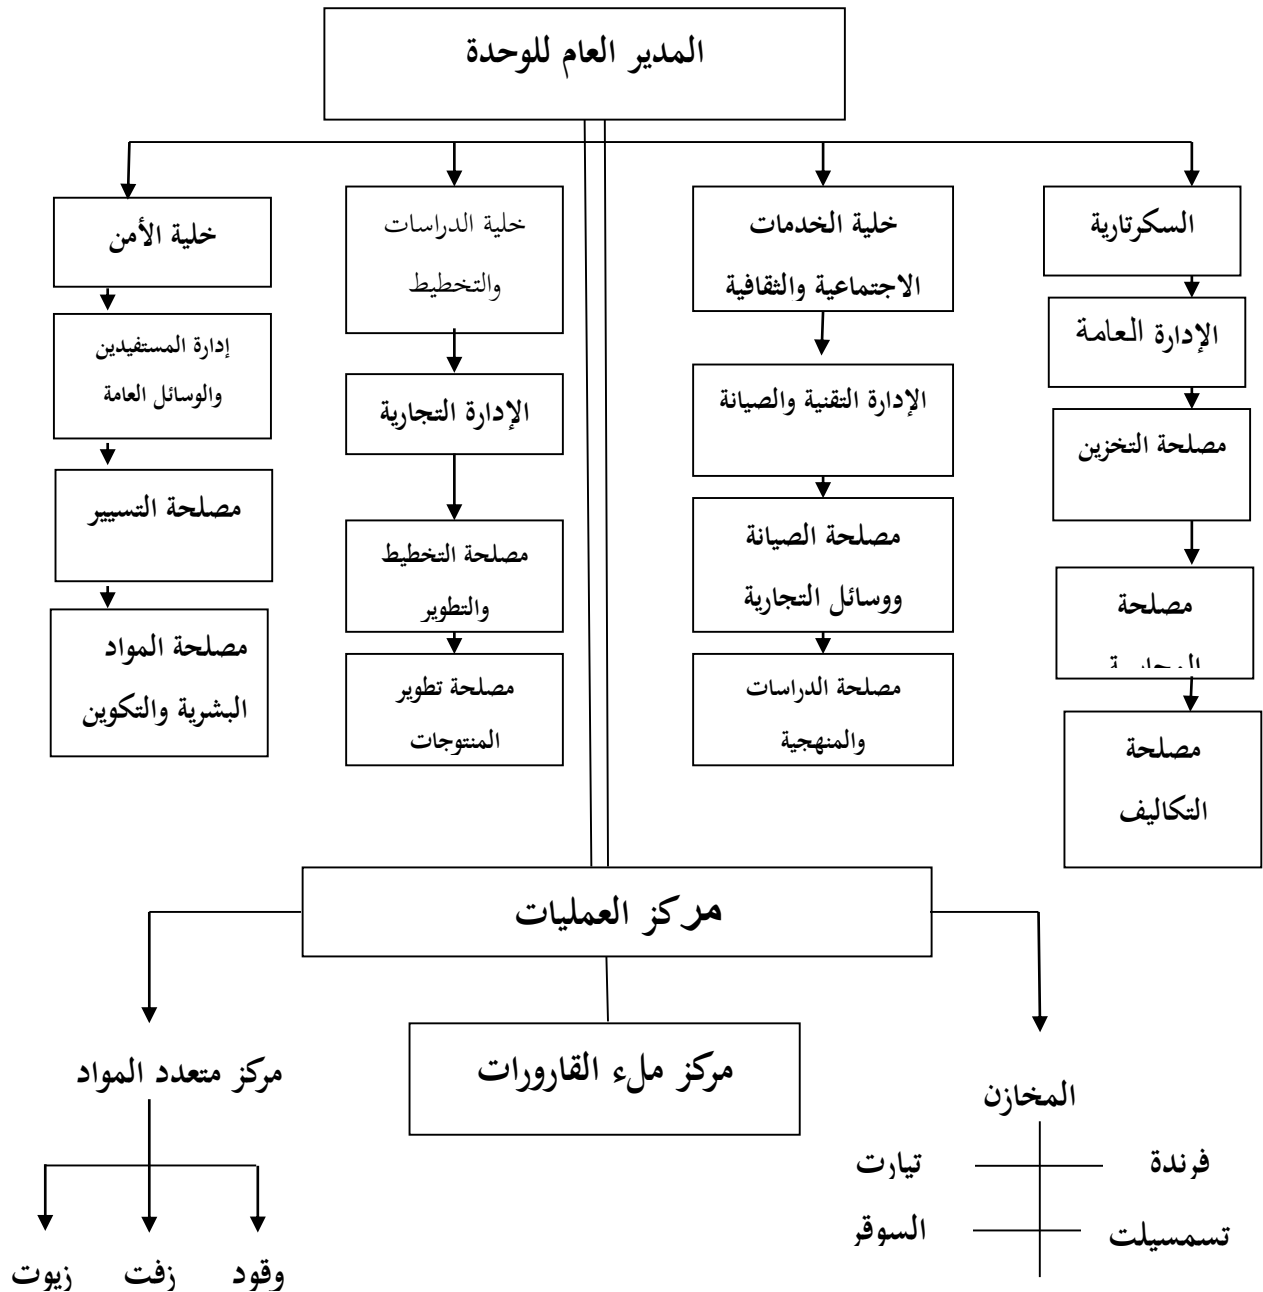 المدير العام للوحدة
السكرتارية
خلية الخدمات
الاجتماعية والثقافية
خلية الدراسات
والتخطيط
خلية الأمن
الإدارة العامة
الإدارة التقنية والصيانة
الإدارة التجارية
إدارة المستفيدين
والوسائل العامة
مصلحة التخزين
مصلحة الصيانة
ووسائل التجارية
مصلحة التخطيط
والتطوير
مصلحة التسيير
مصلحة
مصلحة الدراسات
والمنهجية
مصلحة تطوير
المنتوجات
مصلحة المواد
البشرية والتكوين
مصلحة
التكاليف
مركز العمليات
المخازن
مركز ملء القارورات
مركز متعدد المواد
فرندة
تيارت
تسمسيلت
السوقر
وقود
زفت
زيوت